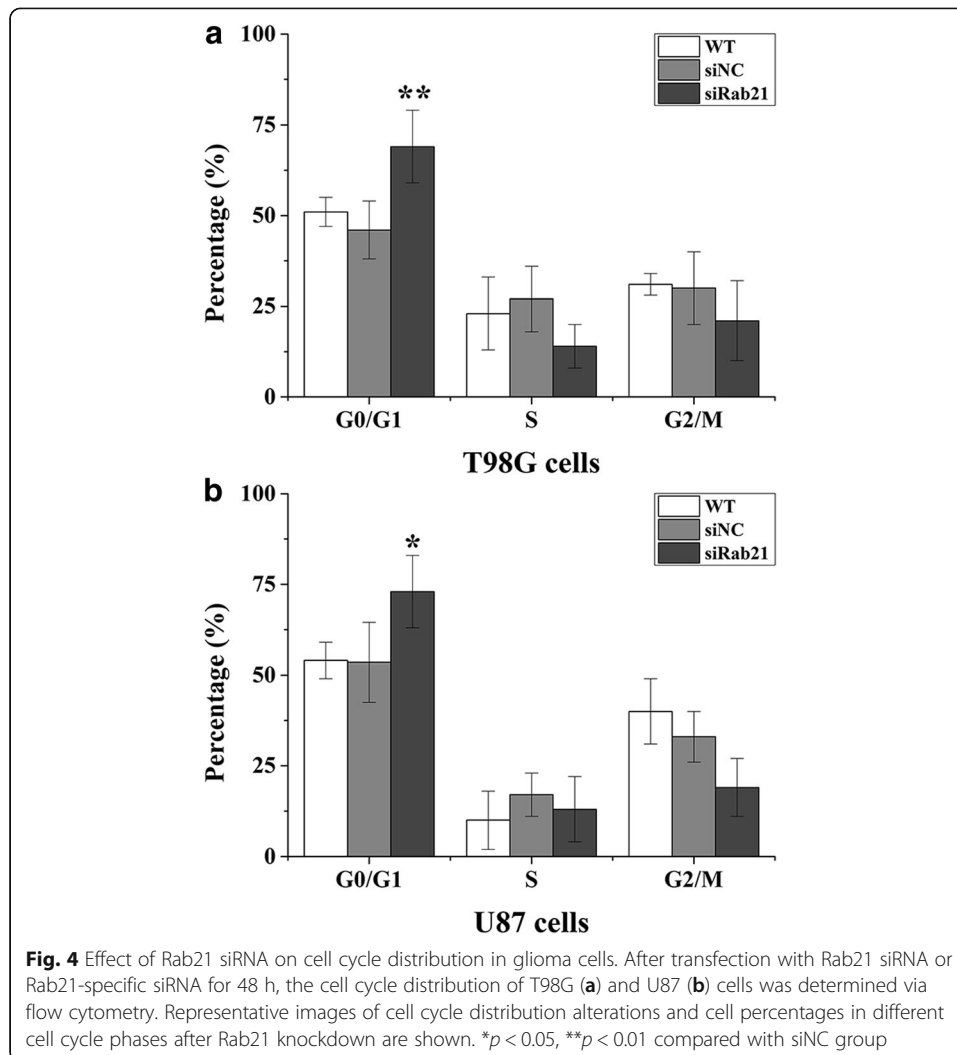 a
100
75
50
25
0
Percentage (%)
WT
siNC
siRab21
**
G0/G1 S G2/M
T98G cells
b
100
75
50
25
0
Percentage (%)
WT
siNC
siRab21
*
G0/G1 S G2/M
U87 cells
Fig. 4 Effect of Rab21 siRNA on cell cycle distribution in glioma cells. After transfection with Rab21 siRNA or
Rab21-specific siRNA for 48 h, the cell cycle distribution of T98G (a) and U87 (b) cells was determined via
flow cytometry. Representative images of cell cycle distribution alterations and cell percentages in different
cell cycle phases after Rab21 knockdown are shown. *p < 0.05, **p < 0.01 compared with siNC group